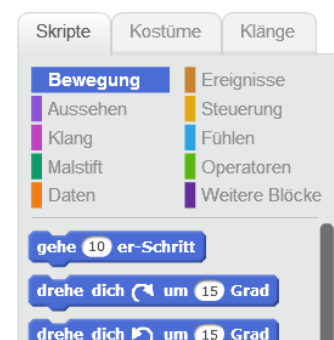 Skripte Kostüme Klänge
Bewegung Ereignisse
Aussehen Steuerung
Klang Fühlen
Malstift Operatoren
Daten Weitere Blöcke
gehe 10 er-Schritt
drehe dich um 15 Grad
drehe dich um 15 Grad